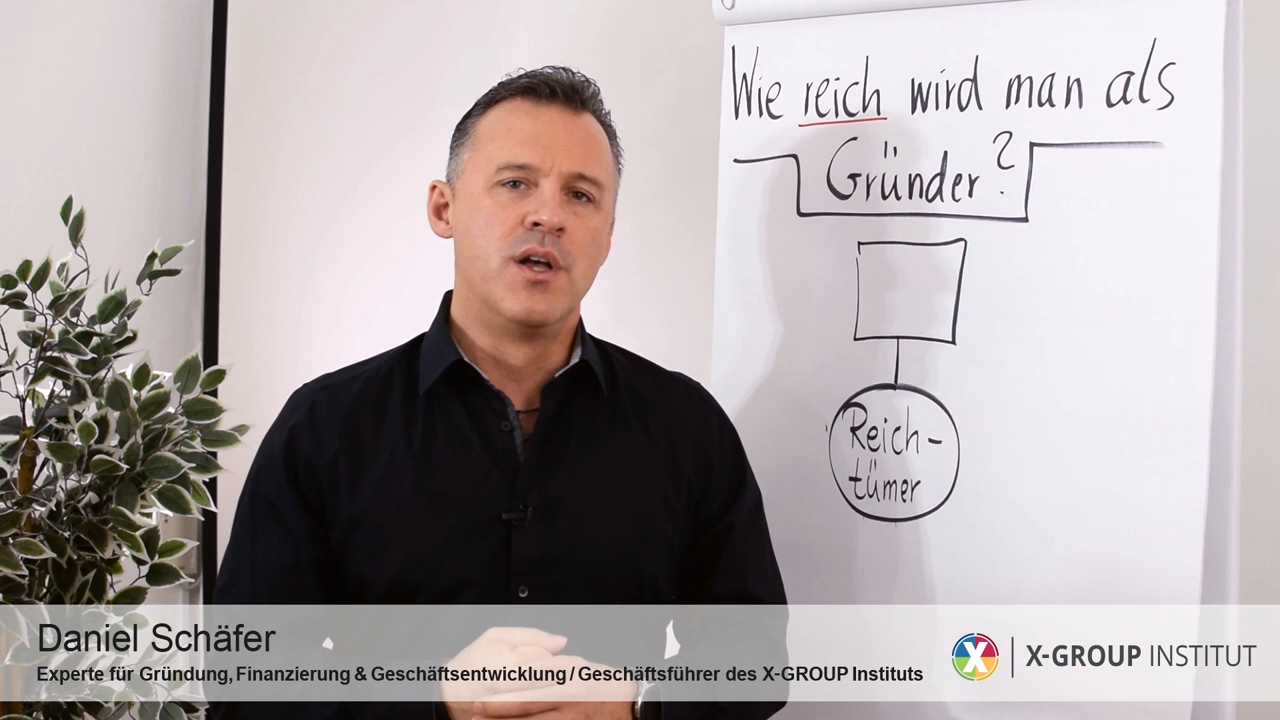 Wie reich wird man als
Gründer?
Reich-
tümer
Daniel Schäfer
Experte für Gründung, Finanzierung & Geschäftsentwicklung / Geschäftsführer des X-GROUP Instituts
X
X-GROUP INSTITUT